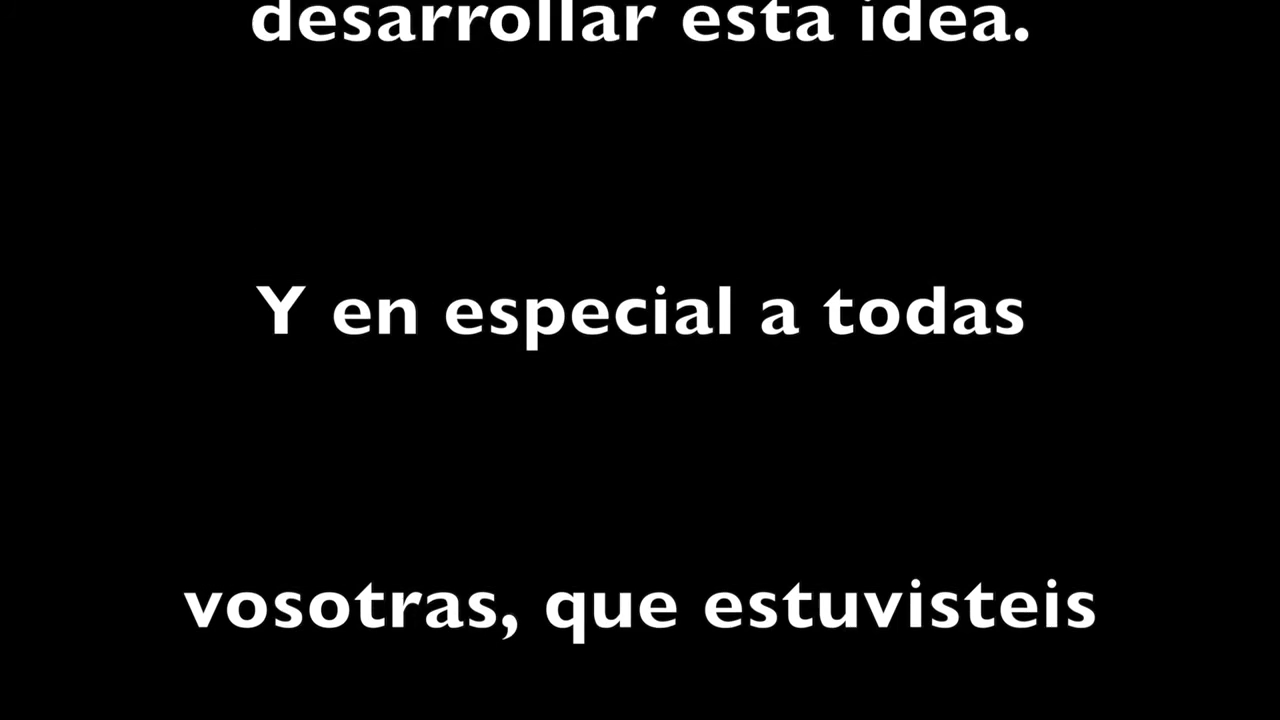 desarrollar esta idea.
Y en especial a todas
vosotras, que estuvisteis